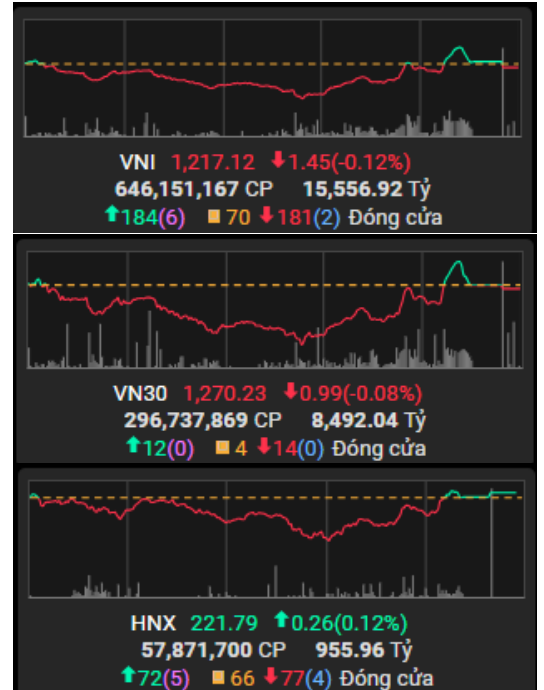 VNI 1,217.12 ⬇1.45(-0.12%)
646,151,167 CP 15,556.92 Tỷ
⬆184(6) ■ 70 ⬇181(2) Đóng cửa
VN30 1,270.23 ⬇0.99(-0.08%)
296,737,869 CP 8,492.04 Tỷ
⬆12(0) ■ 4 ⬇14(0) Đóng cửa
HNX 221.79 ⬆0.26(0.12%)
57,871,700 CP 955.96 Tỷ
⬆72(5) ■ 66 ⬇77(4) Đóng cửa